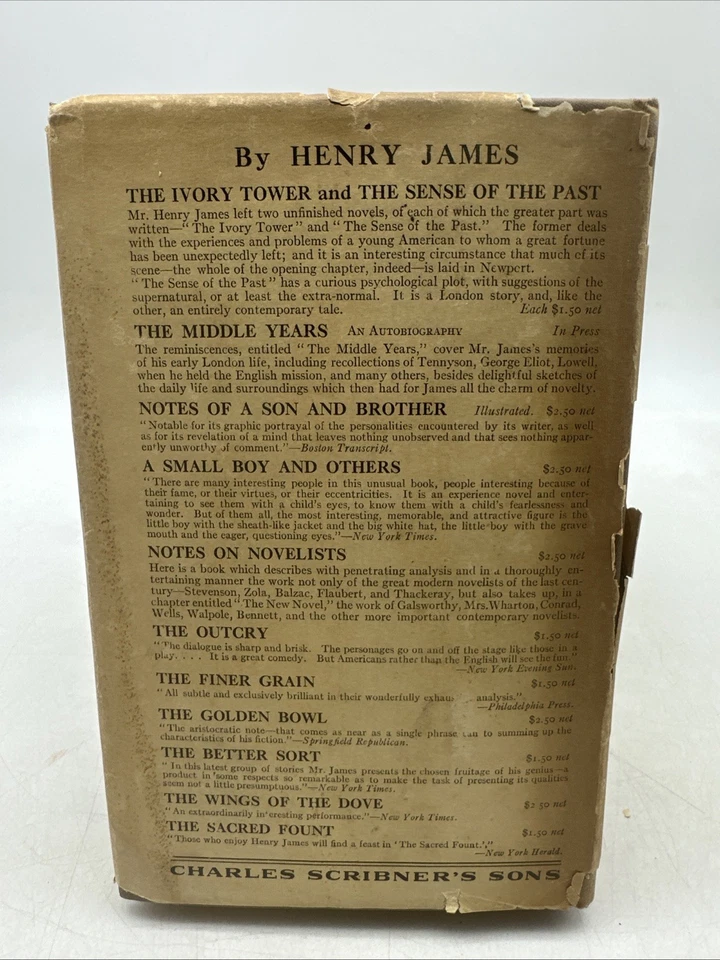 By HENRY JAMES
THE IVORY TOWER and THE SENSE OF THE PAST
Mr. Henry James left two unfinished novels, of each of which the greater part was
written—"The Ivory Tower" and "The Sense of the Past." The former deals
with the experiences and problems of a young American to whom a great fortune
has been unexpectedly left; and it is an interesting circumstance that much of its
scene—the whole of the opening chapter, indeed—is laid in Newport.
"The Sense of the Past" has a curious psychological plot, with suggestions of the
supernatural, or at least the extra-normal. It is a London story, and, like the
other, an entirely contemporary tale. Each $1.50 net
THE MIDDLE YEARS AN AUTOBIOGRAPHY In Press
The reminiscences, entitled "The Middle Years," cover Mr. James's memories
of his early London life, including recollections of Tennyson, George Eliot, Lowell,
when he held the English mission, and many others, besides delightful sketches of
the daily life and surroundings which then had for James all the charm of novelty.
NOTES OF A SON AND BROTHER Illustrated. $2.50 net
"Notable for its graphic portrayal of the personalities encountered by its writer, as well
as for its revelation of a mind that leaves nothing unobserved and that sees nothing appar-
ently unworthy of comment."—Boston Transcript.
A SMALL BOY AND OTHERS $2.50 net
"There are many interesting people in this unusual book, people interesting because of
their fame, or their virtues, or their eccentricities. It is an experience novel and enter-
taining to see them with a child's eyes, to know them with a child's fearlessness and
wonder. But of them all, the most interesting, memorable, and attractive figure is the
little boy with the sheath-like jacket and the big white hat, the little boy with the grave
mouth and the eager, questioning eyes."—New York Times.
NOTES ON NOVELISTS $2.50 net
Here is a book which describes with penetrating analysis and in a thoroughly en-
tertaining manner the work not only of the great modern novelists of the last cen-
tury—Stevenson, Zola, Balzac, Flaubert, and Thackeray, but also takes up, in a
chapter entitled "The New Novel," the work of Galsworthy, Mrs. Wharton, Conrad,
Wells, Walpole, Bennett, and the other more important contemporary novelists.
THE OUTCRY $1.50 net
"The dialogue is sharp and brisk. The personages go on and off the stage like those in a
play. . . . It is a great comedy. But Americans rather than the English will see the fun."
—New York Evening Sun.
THE FINER GRAIN $1.50 net
"All subtle and exclusively brilliant in their wonderfully exhaus analysis."
—Philadelphia Press.
THE GOLDEN BOWL $2.50 net
"The aristocratic note—that comes as near as a single phrase can to summing up the
characteristics of his fiction."—Springfield Republican.
THE BETTER SORT $1.50 net
"In this latest group of stories Mr. James presents the chosen fruitage of his genius—a
product in some respects so remarkable as to make the task of presenting its qualities
seem not a little presumptuous."—New York Times.
THE WINGS OF THE DOVE $2 50 net
"An extraordinarily interesting performance."—New York Times.
THE SACRED FOUNT $1.50 net
"Those who enjoy Henry James will find a feast in 'The Sacred Fount.'"
—New York Herald.
CHARLES SCRIBNER'S SONS